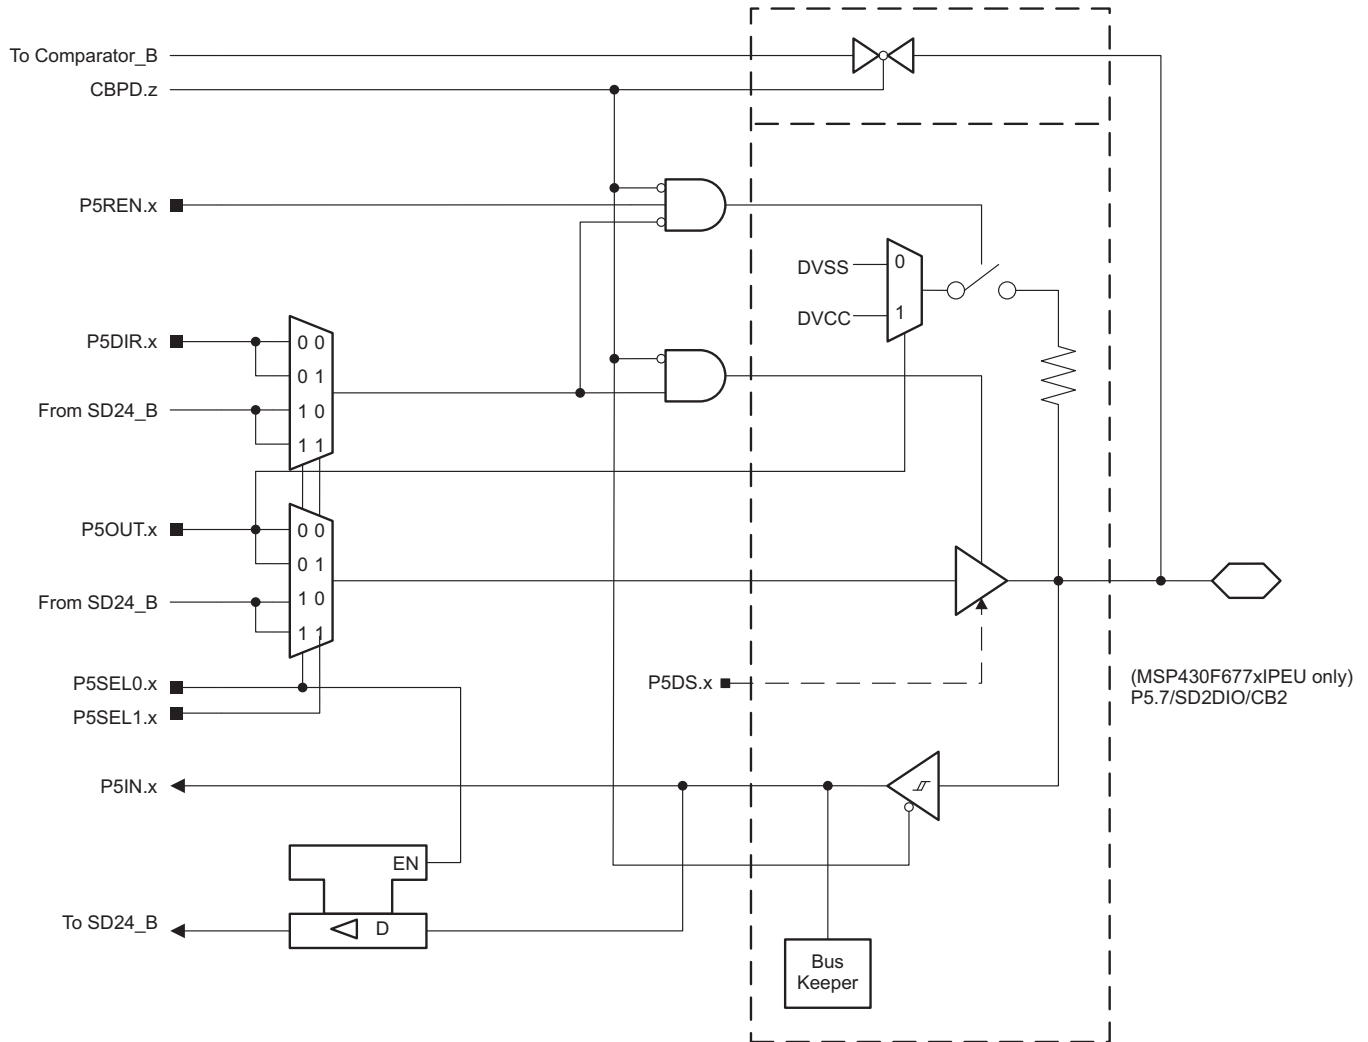 To Comparator_B
CBPD.z
P5REN.x
DVSS
0
DVCC
1
P5DIR.x
0 0
0 1
From SD24_B
1 0
1 1
P5OUT.x
0 0
0 1
From SD24_B
1 0
1 1
P5SEL0.x
P5SEL1.x
P5DS.x
(MSP430F677xIPEU only)
P5.7/SD2DIO/CB2
P5IN.x
EN
To SD24_B
D
Bus
Keeper